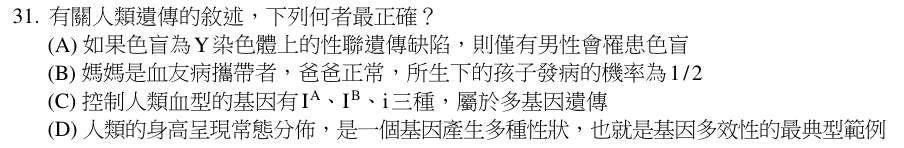 31. 有關人類遺傳的敘述，下列何者最正確？
(A) 如果色盲為Y染色體上的性聯遺傳缺陷，則僅有男性會罹患色盲
(B) 媽媽是血友病攜帶者，爸爸正常，所生下的孩子發病的機率為1/2
(C) 控制人類血型的基因有Iᴬ、Iᴮ、i三種，屬於多基因遺傳
(D) 人類的身高呈現常態分佈，是一個基因產生多種性狀，也就是基因多效性的最典型範例